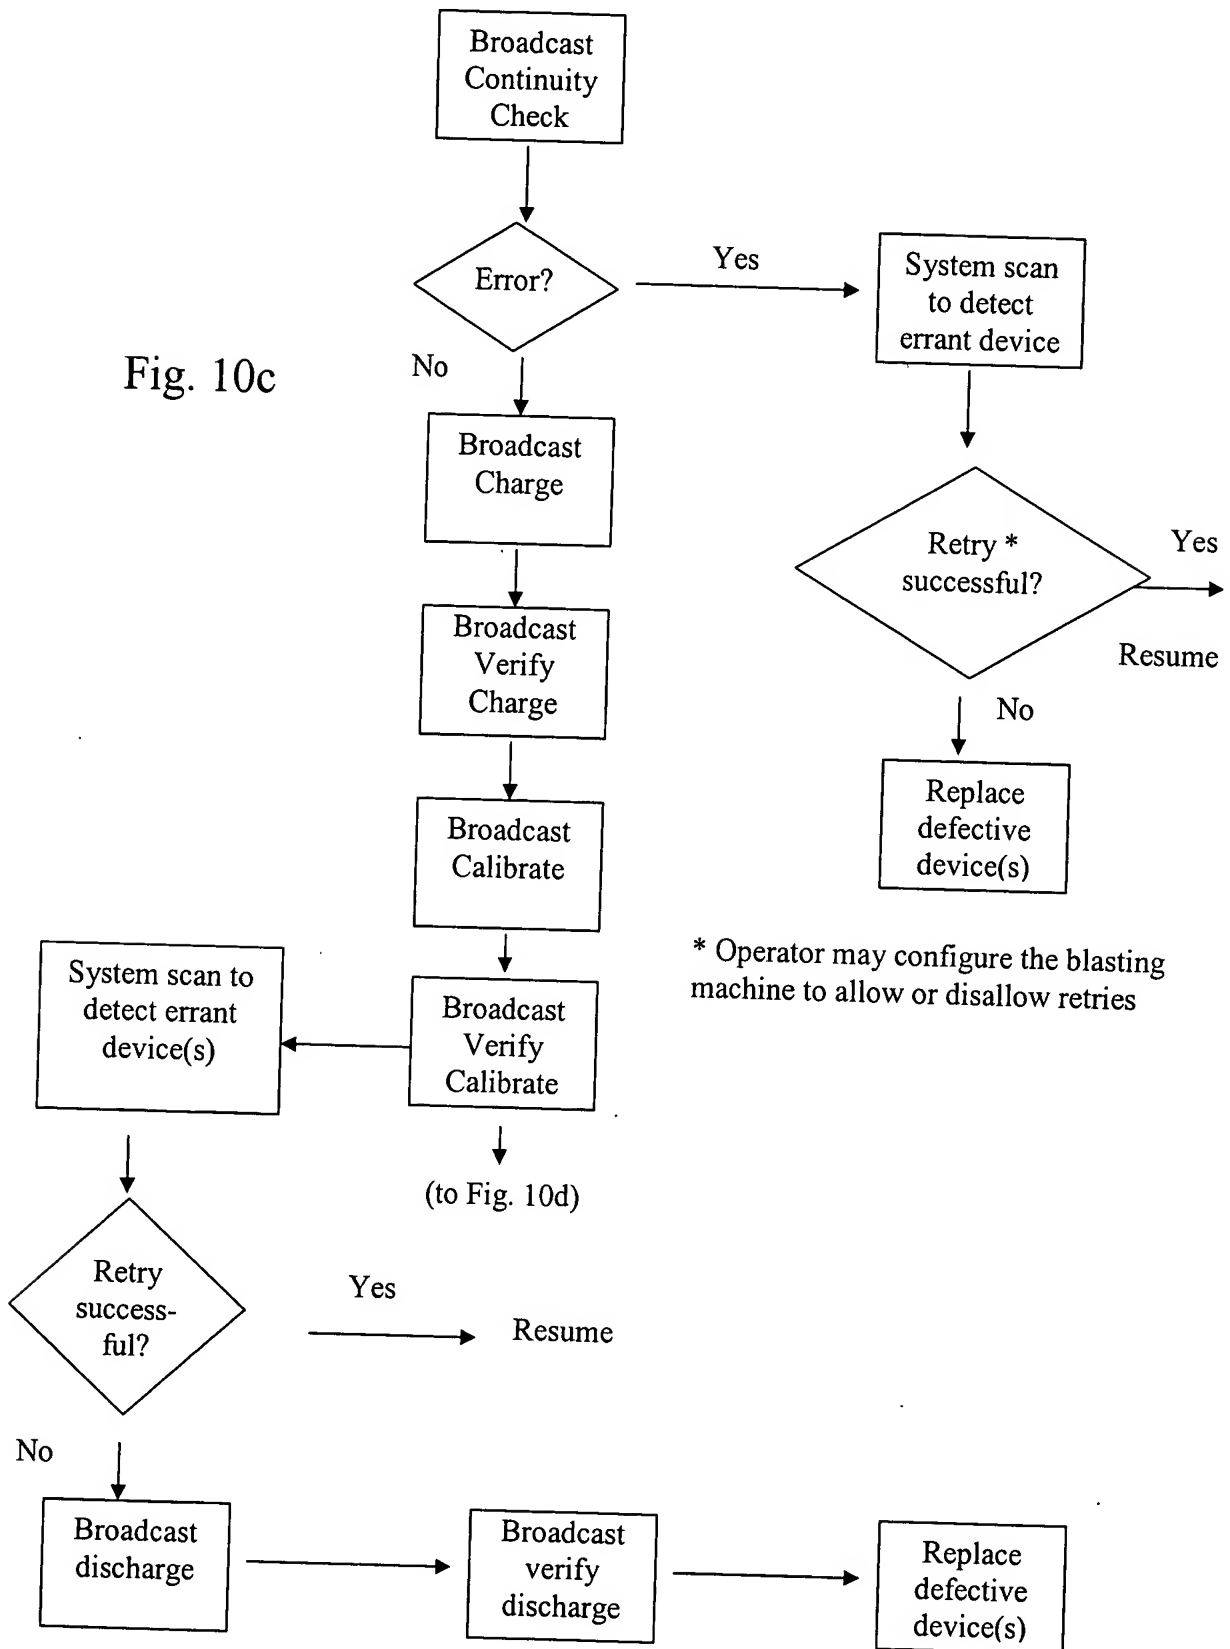 Broadcast
Continuity
Check
Error?
Yes
System scan
to detect
errant device
Fig. 10c
No
Broadcast
Charge
Retry *
successful?
Yes
Resume
Broadcast
Verify
Charge
No
Replace
defective
device(s)
Broadcast
Calibrate
* Operator may configure the blasting
machine to allow or disallow retries
System scan to
detect errant
device(s)
Broadcast
Verify
Calibrate
(to Fig. 10d)
Retry
success-
ful?
Yes
Resume
No
Broadcast
discharge
Broadcast
verify
discharge
Replace
defective
device(s)